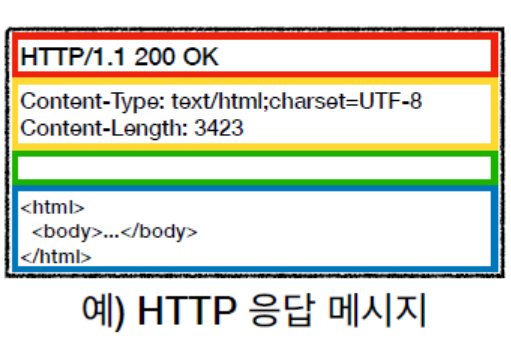 HTTP/1.1 200 OK
Content-Type: text/html;charset=UTF-8
Content-Length: 3423
<html>
<body>...</body>
</html>
예) HTTP 응답 메시지